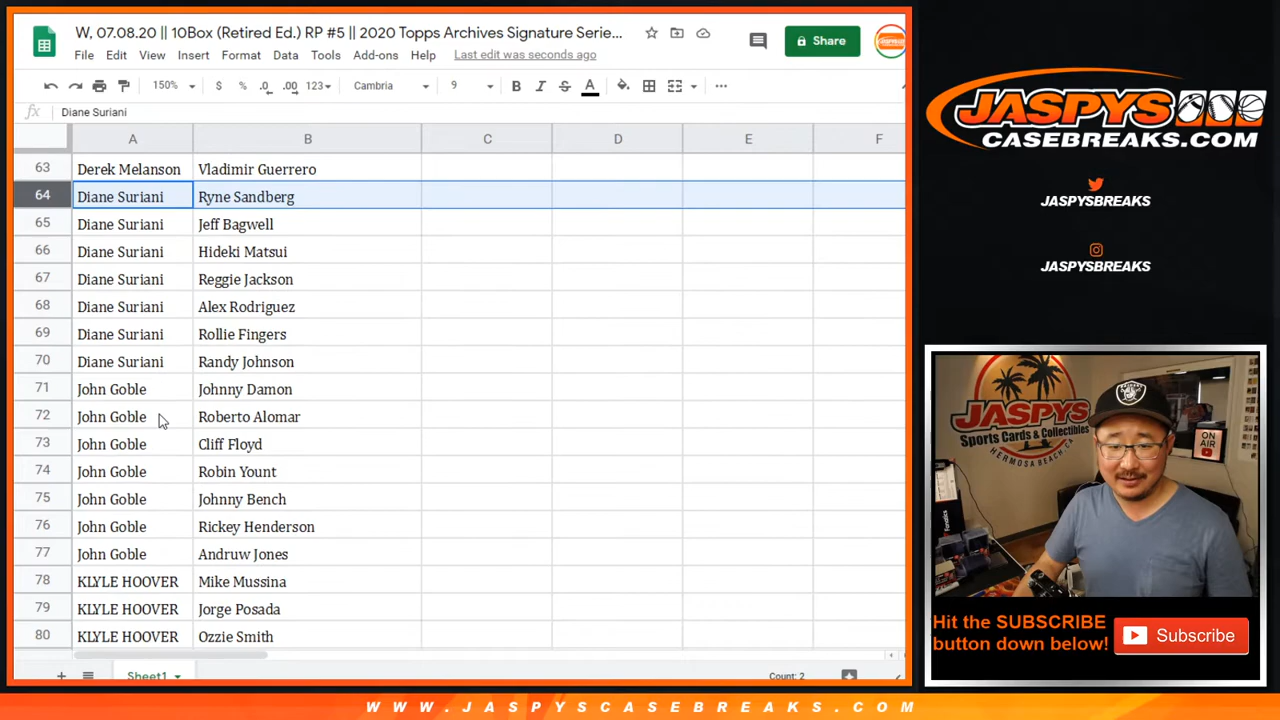 W, 07.08.20 || 10Box (Retired Ed.) RP #5 || 2020 Topps Archives Signature Serie...
Share
File Edit View Insert Format Data Tools Add-ons Help Last edit was seconds ago
150% $ % .0 .00 123 Cambria 9 B I S A
fx Diane Suriani
A B C D E F
63 Derek Melanson Vladimir Guerrero
64 Diane Suriani Ryne Sandberg
65 Diane Suriani Jeff Bagwell
66 Diane Suriani Hideki Matsui
67 Diane Suriani Reggie Jackson
68 Diane Suriani Alex Rodriguez
69 Diane Suriani Rollie Fingers
70 Diane Suriani Randy Johnson
71 John Goble Johnny Damon
72 John Goble Roberto Alomar
73 John Goble Cliff Floyd
74 John Goble Robin Yount
75 John Goble Johnny Bench
76 John Goble Rickey Henderson
77 John Goble Andruw Jones
78 KLYLE HOOVER Mike Mussina
79 KLYLE HOOVER Jorge Posada
80 KLYLE HOOVER Ozzie Smith
Sheet1
Count: 2
JASPYS
CASEBREAKS.COM
JASPYSBREAKS
JASPYSBREAKS
JASPYS
Sports Cards & Collectibles
HERMOSA BEACH, CA
RAIDERS
ON AIR
Fanatics
Hit the SUBSCRIBE
button down below!
Subscribe
WWW.JASPYSCASEBREAKS.COM